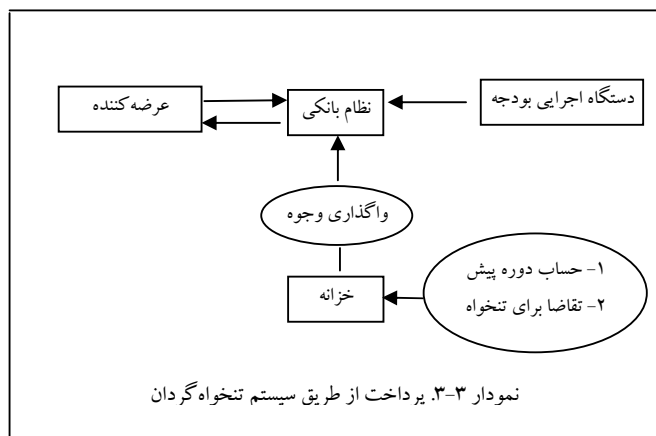 دستگاه اجرایی بودجه
نظام بانکی
عرضه‌کننده
واگذاری وجوه
خزانه
۱- حساب دوره پیش
۲- تقاضا برای تنخواه
نمودار ۳-۳. پرداخت از طریق سیستم تنخواه‌گردان